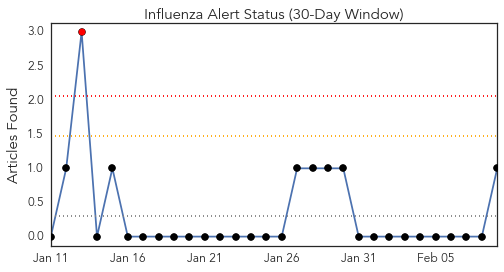 Influenza Alert Status (30-Day Window)
Articles Found
3.0
2.5
2.0
1.5
1.0
0.5
0.0
Jan 11 Jan 16 Jan 21 Jan 26 Jan 31 Feb 05